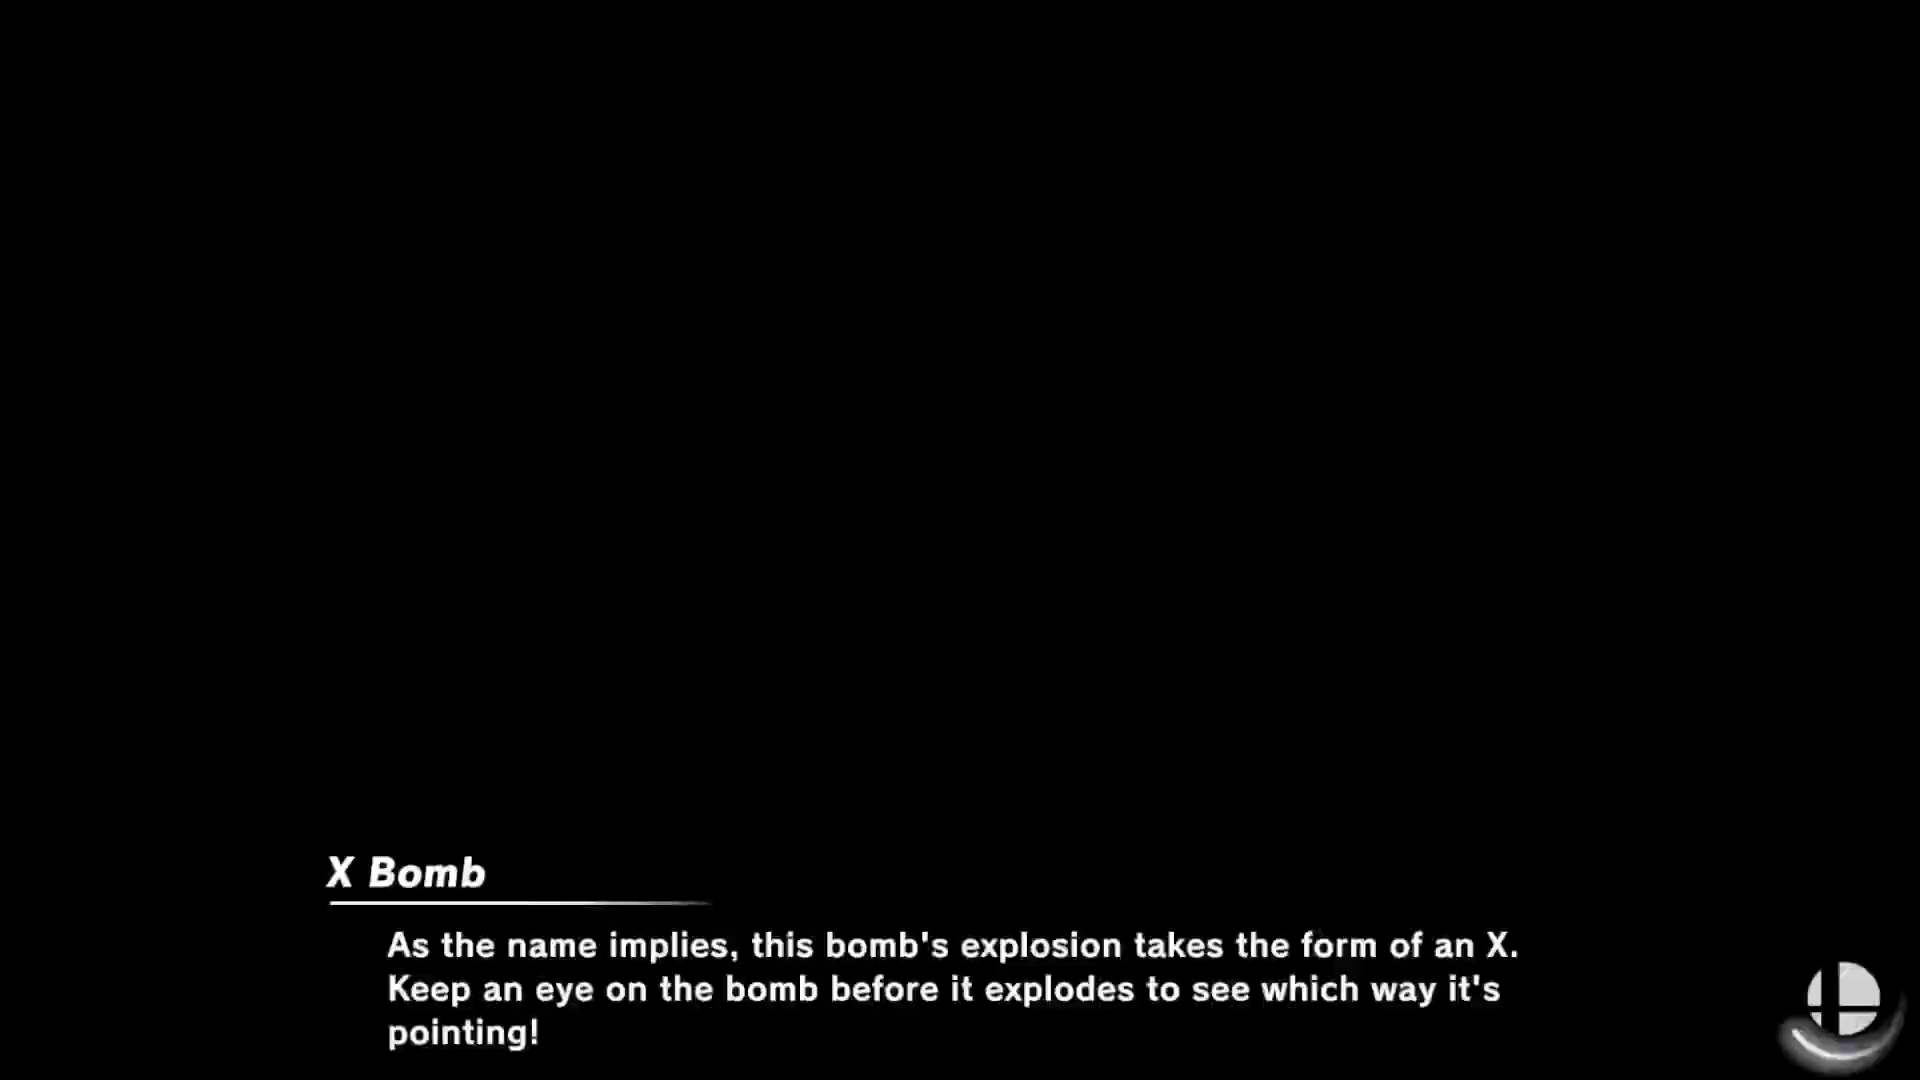 X Bomb
As the name implies, this bomb's explosion takes the form of an X.
Keep an eye on the bomb before it explodes to see which way it's
pointing!